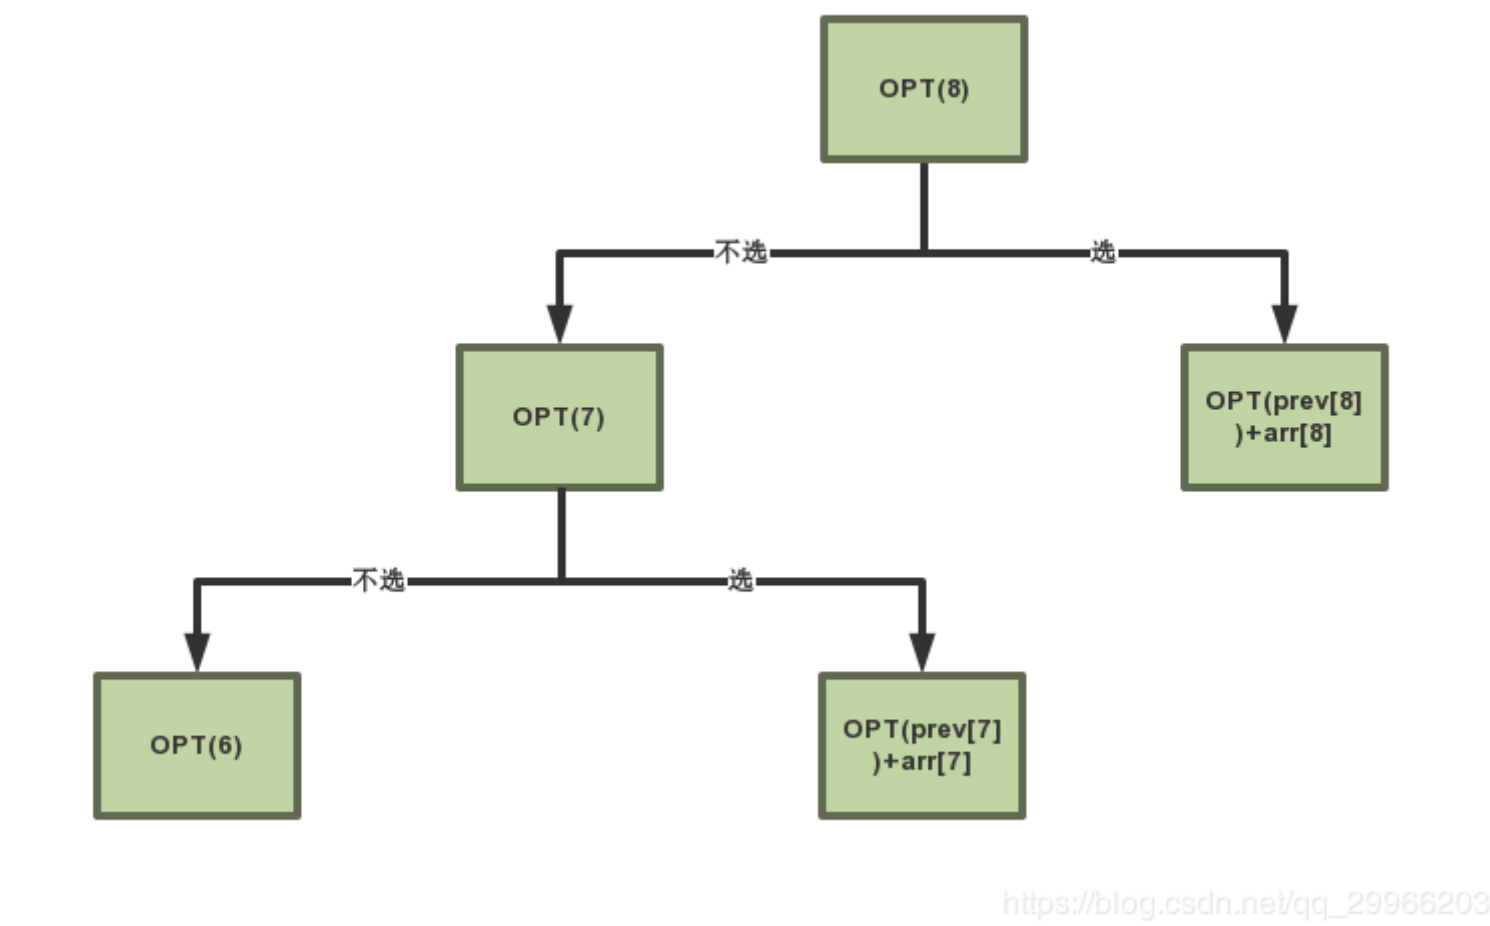 OPT(8)
不选
选
OPT(7)
OPT(prev[8]
)+arr[8]
不选
选
OPT(6)
OPT(prev[7]
)+arr[7]
https://blog.csdn.net/qq_29966203